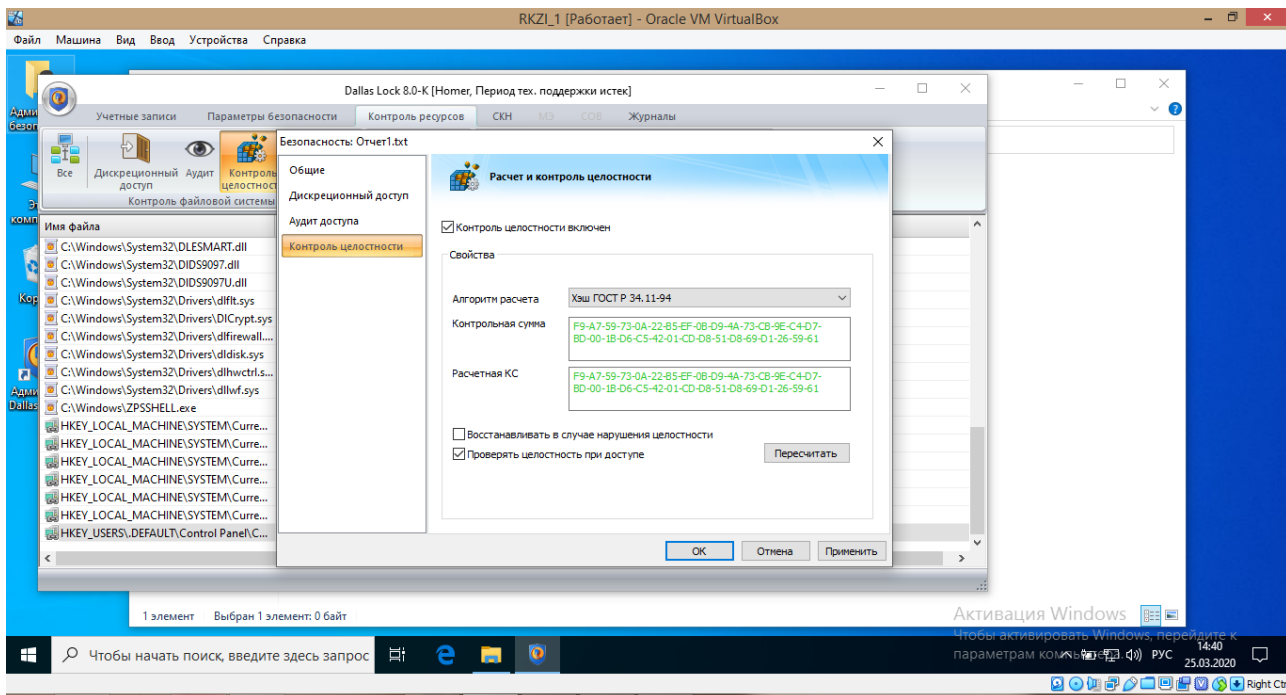 RKZI_1 [Работает] - Oracle VM VirtualBox
Файл Машина Вид Ввод Устройства Справка
Dallas Lock 8.0-K [Homer, Период тех. поддержки истек]
Учетные записи Параметры безопасности Контроль ресурсов СКН МЭ СОВ Журналы
Все
Дискреционный доступ
Аудит
Контроль
Контроль файловой системы
Имя файла
C:\Windows\System32\DLESMART.dll
C:\Windows\System32\DIDS9097.dll
C:\Windows\System32\DIDS9097U.dll
C:\Windows\System32\Drivers\dlflt.sys
C:\Windows\System32\Drivers\DlCrypt.sys
C:\Windows\System32\Drivers\dlfirewall....
C:\Windows\System32\Drivers\dldisk.sys
C:\Windows\System32\Drivers\dlhwctrl.s...
C:\Windows\System32\Drivers\dllwf.sys
C:\Windows\ZPSSHELL.exe
HKEY_LOCAL_MACHINE\SYSTEM\Curre...
HKEY_LOCAL_MACHINE\SYSTEM\Curre...
HKEY_LOCAL_MACHINE\SYSTEM\Curre...
HKEY_LOCAL_MACHINE\SYSTEM\Curre...
HKEY_LOCAL_MACHINE\SYSTEM\Curre...
HKEY_LOCAL_MACHINE\SYSTEM\Curre...
HKEY_USERS\.DEFAULT\Control Panel\C...
Безопасность: Отчет1.txt
Общие
Дискреционный доступ
Аудит доступа
Контроль целостности
Расчет и контроль целостности
Контроль целостности включен
Свойства
Алгоритм расчета Хэш ГОСТ Р 34.11-94
Контрольная сумма F9-A7-59-73-0A-22-B5-EF-0B-D9-4A-73-CB-9E-C4-D7-
BD-00-1B-D6-C5-42-01-CD-D8-51-D8-69-D1-26-59-61
Расчетная КС F9-A7-59-73-0A-22-B5-EF-0B-D9-4A-73-CB-9E-C4-D7-
BD-00-1B-D6-C5-42-01-CD-D8-51-D8-69-D1-26-59-61
Восстанавливать в случае нарушения целостности
Проверять целостность при доступе Пересчитать
ОК Отмена Применить
1 элемент Выбран 1 элемент: 0 байт
Активация Windows
Чтобы активировать Windows, перейдите к
параметрам
Чтобы начать поиск, введите здесь запрос
РУС
14:40
25.03.2020
Right Ct